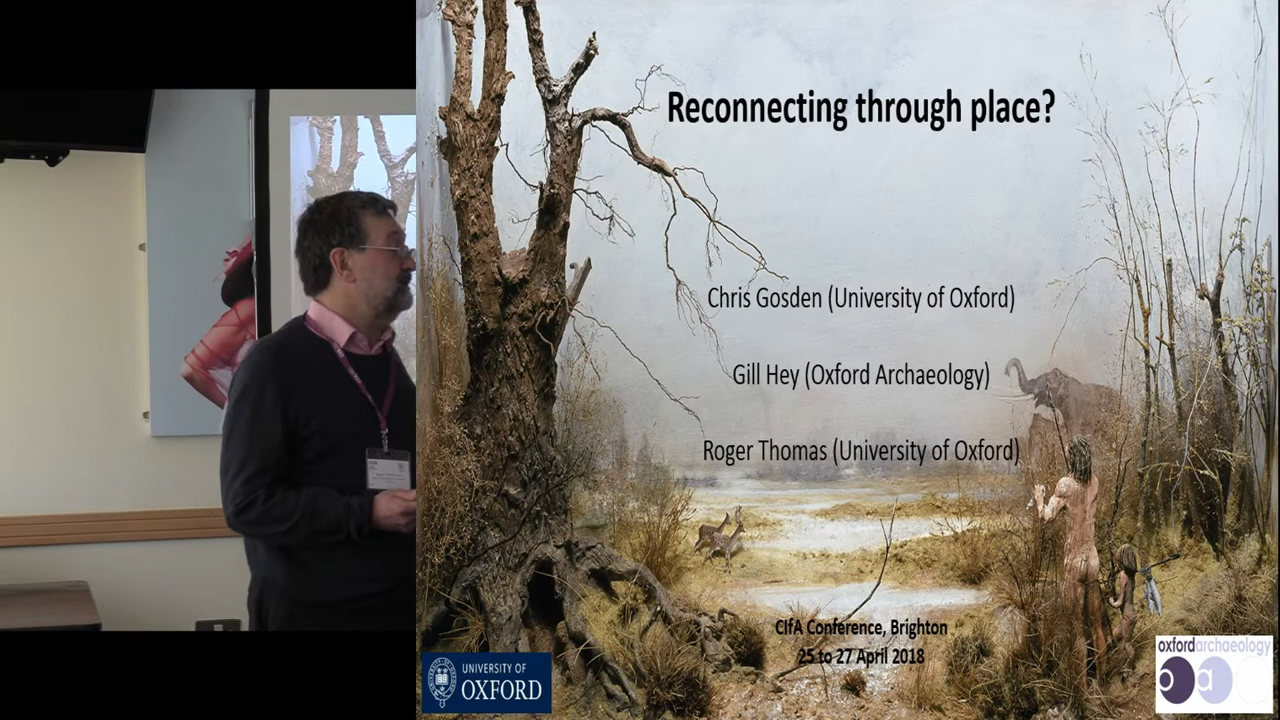 Reconnecting through place?
Chris Gosden (University of Oxford)
Gill Hey (Oxford Archaeology)
Roger Thomas (University of Oxford)
CIfA Conference, Brighton
25 to 27 April 2018
UNIVERSITY OF
OXFORD
oxfordarchaeology
o a